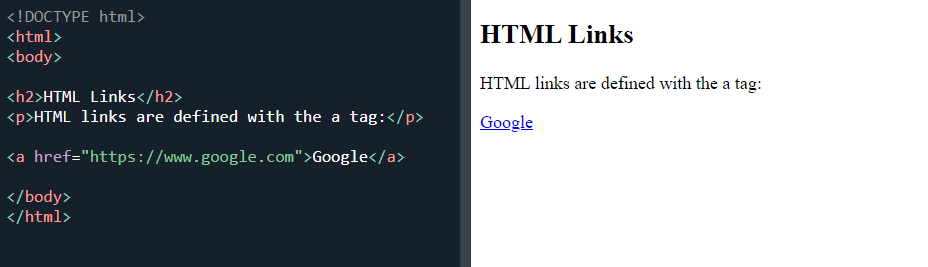 <!DOCTYPE html>
<html>
<body>
<h2>HTML Links</h2>
<p>HTML links are defined with the a tag:</p>
<a href="https://www.google.com">Google</a>
</body>
</html>
HTML Links
HTML links are defined with the a tag:
Google